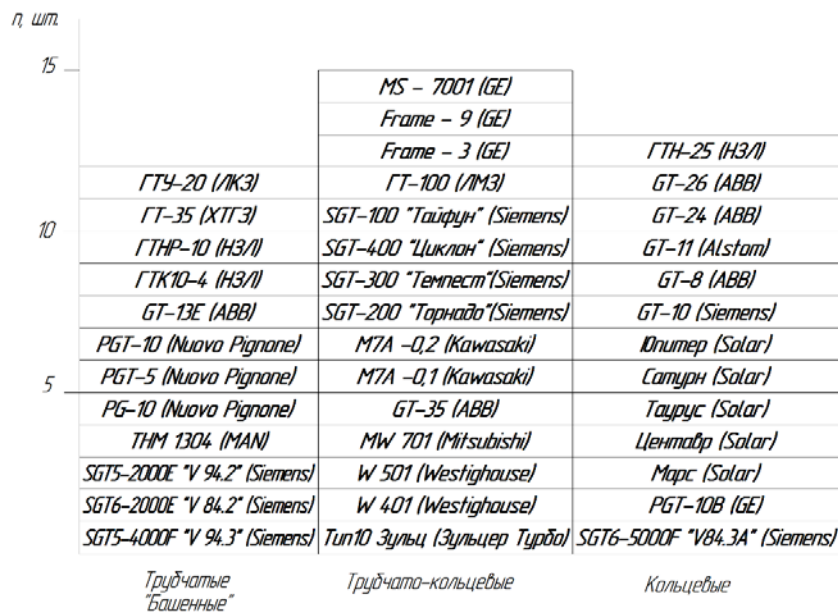 п, шт.
15
MS - 7001 (GE)
Frame - 9 (GE)
Frame - 3 (GE) ГТН-25 (НЗЛ)
ГТУ-20 (ЛКЗ) ГТ-100 (ЛМЗ) GT-26 (ABB)
ГТ-35 (ХТГЗ) SGT-100 "Тайфун" (Siemens) GT-24 (ABB)
10
ГТНР-10 (НЗЛ) SGT-400 "Циклон" (Siemens) GT-11 (Alstom)
ГТК10-4 (НЗЛ) SGT-300 "Темпест"(Siemens) GT-8 (ABB)
GT-13E (ABB) SGT-200 "Торнадо"(Siemens) GT-10 (Siemens)
PGT-10 (Nuovo Pignone) M7A -0,2 (Kawasaki) Юпитер (Solar)
PGT-5 (Nuovo Pignone) M7A -0,1 (Kawasaki) Сатурн (Solar)
5
PG-10 (Nuovo Pignone) GT-35 (ABB) Таурус (Solar)
THM 1304 (MAN) MW 701 (Mitsubishi) Центавр (Solar)
SGT5-2000E "V 94.2" (Siemens) W 501 (Westighouse) Марс (Solar)
SGT6-2000E "V 84.2" (Siemens) W 401 (Westighouse) PGT-10B (GE)
SGT5-4000F "V 94.3" (Siemens) Тип10 Зульц (Зульцер Турбо) SGT6-5000F "V84.3A" (Siemens)
Трубчатые Трубчато-кольцевые Кольцевые
"Башенные"